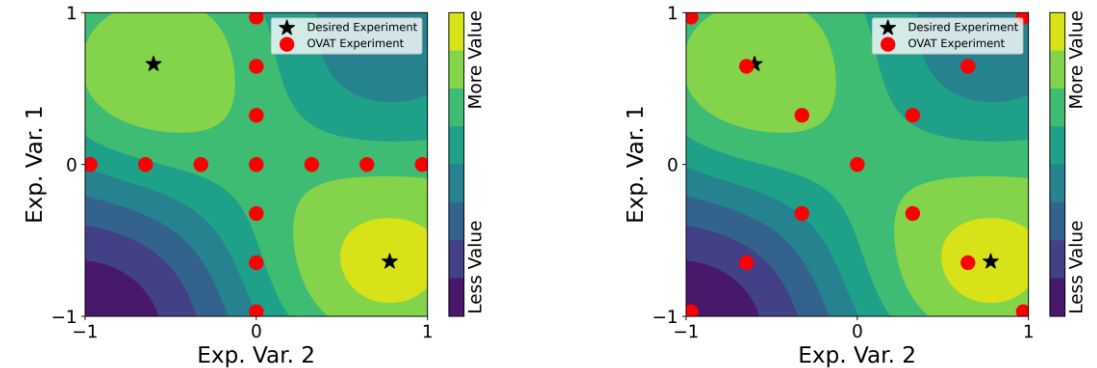 1
0
−1
−1
0
1
Exp. Var. 1
Exp. Var. 2
Desired Experiment
OVAT Experiment
More Value
Less Value
1
0
−1
−1
0
1
Exp. Var. 1
Exp. Var. 2
Desired Experiment
OVAT Experiment
More Value
Less Value